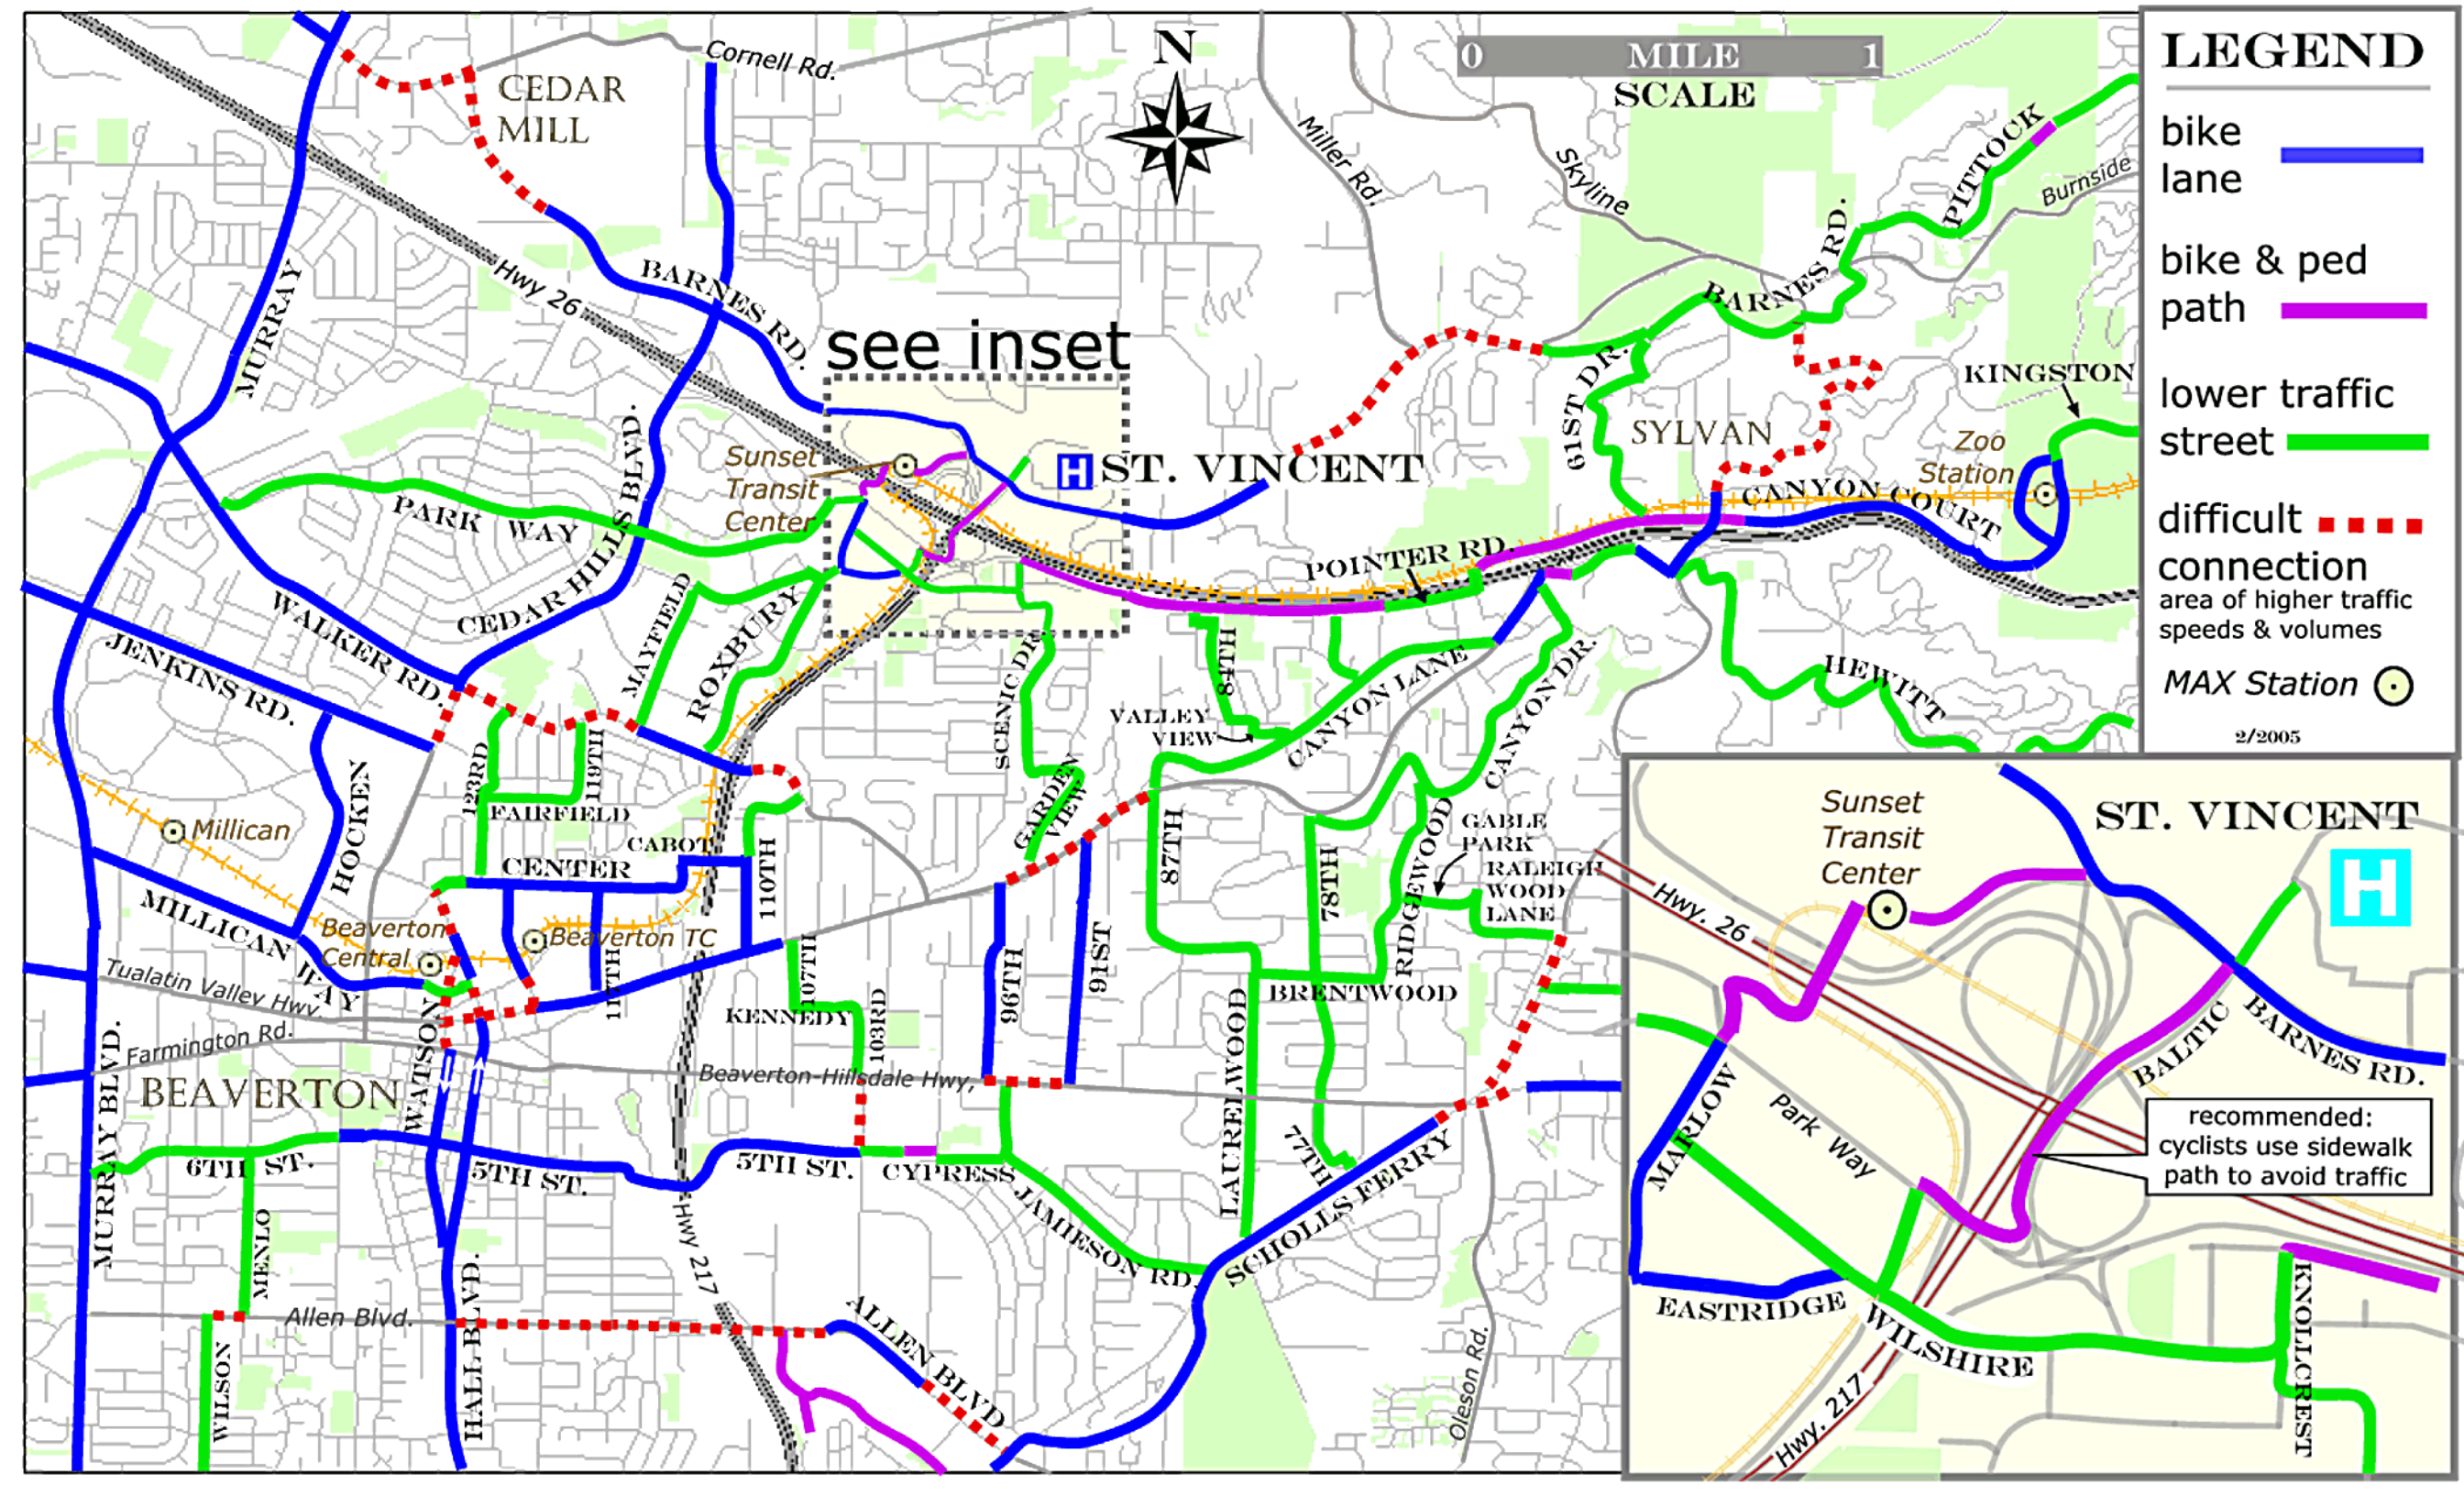 Cornell Rd.
CEDAR
MILL
N
0 MILE 1
SCALE
Miller Rd.
Skyline
PITTOCK
Burnside
BARNES RD.
Hwy 26
BARNES RD.
MURRAY
see inset
61ST DR.
SYLVAN
KINGSTON
Zoo
Station
CANYON COURT
Sunset
Transit
Center
H ST. VINCENT
PARK WAY
CEDAR HILLS BLVD.
POINTER RD.
WALKER RD.
JENKINS RD.
MAYFIELD
ROXBURY
SCENIC DR.
84TH
VALLEY
VIEW
CANYON LANE
CANYON DR.
HEWITT
123RD
119TH
FAIRFIELD
GARDEN
VIEW
Millican
HOCKEN
CENTER
CABOT
110TH
87TH
78TH
RIDGEWOOD
GABLE
PARK
RALEIGH
WOOD
LANE
MILLICAN WAY
Beaverton
Central
Beaverton TC
117TH
107TH
96TH
91ST
BRENTWOOD
Tualatin Valley Hwy.
Farmington Rd.
WATSON
KENNEDY
103RD
LAURELWOOD
Beaverton-Hillsdale Hwy,
BEAVERTON
MURRAY BLVD.
6TH ST.
5TH ST.
5TH ST.
CYPRESS
77TH
SCHOLLS FERRY
JAMIESON RD.
MENLO
Hwy 217
Allen Blvd.
HALL BLVD.
WILSON
ALLEN BLVD
Oleson Rd.
LEGEND
bike
lane
bike & ped
path
lower traffic
street
difficult
connection
area of higher traffic
speeds & volumes
MAX Station
2/2005
Sunset
Transit
Center
ST. VINCENT
H
Hwy. 26
BALTIC
BARNES RD.
MARLOW
Park Way
recommended:
cyclists use sidewalk
path to avoid traffic
EASTRIDGE
WILSHIRE
KNOLLCREST
Hwy. 217